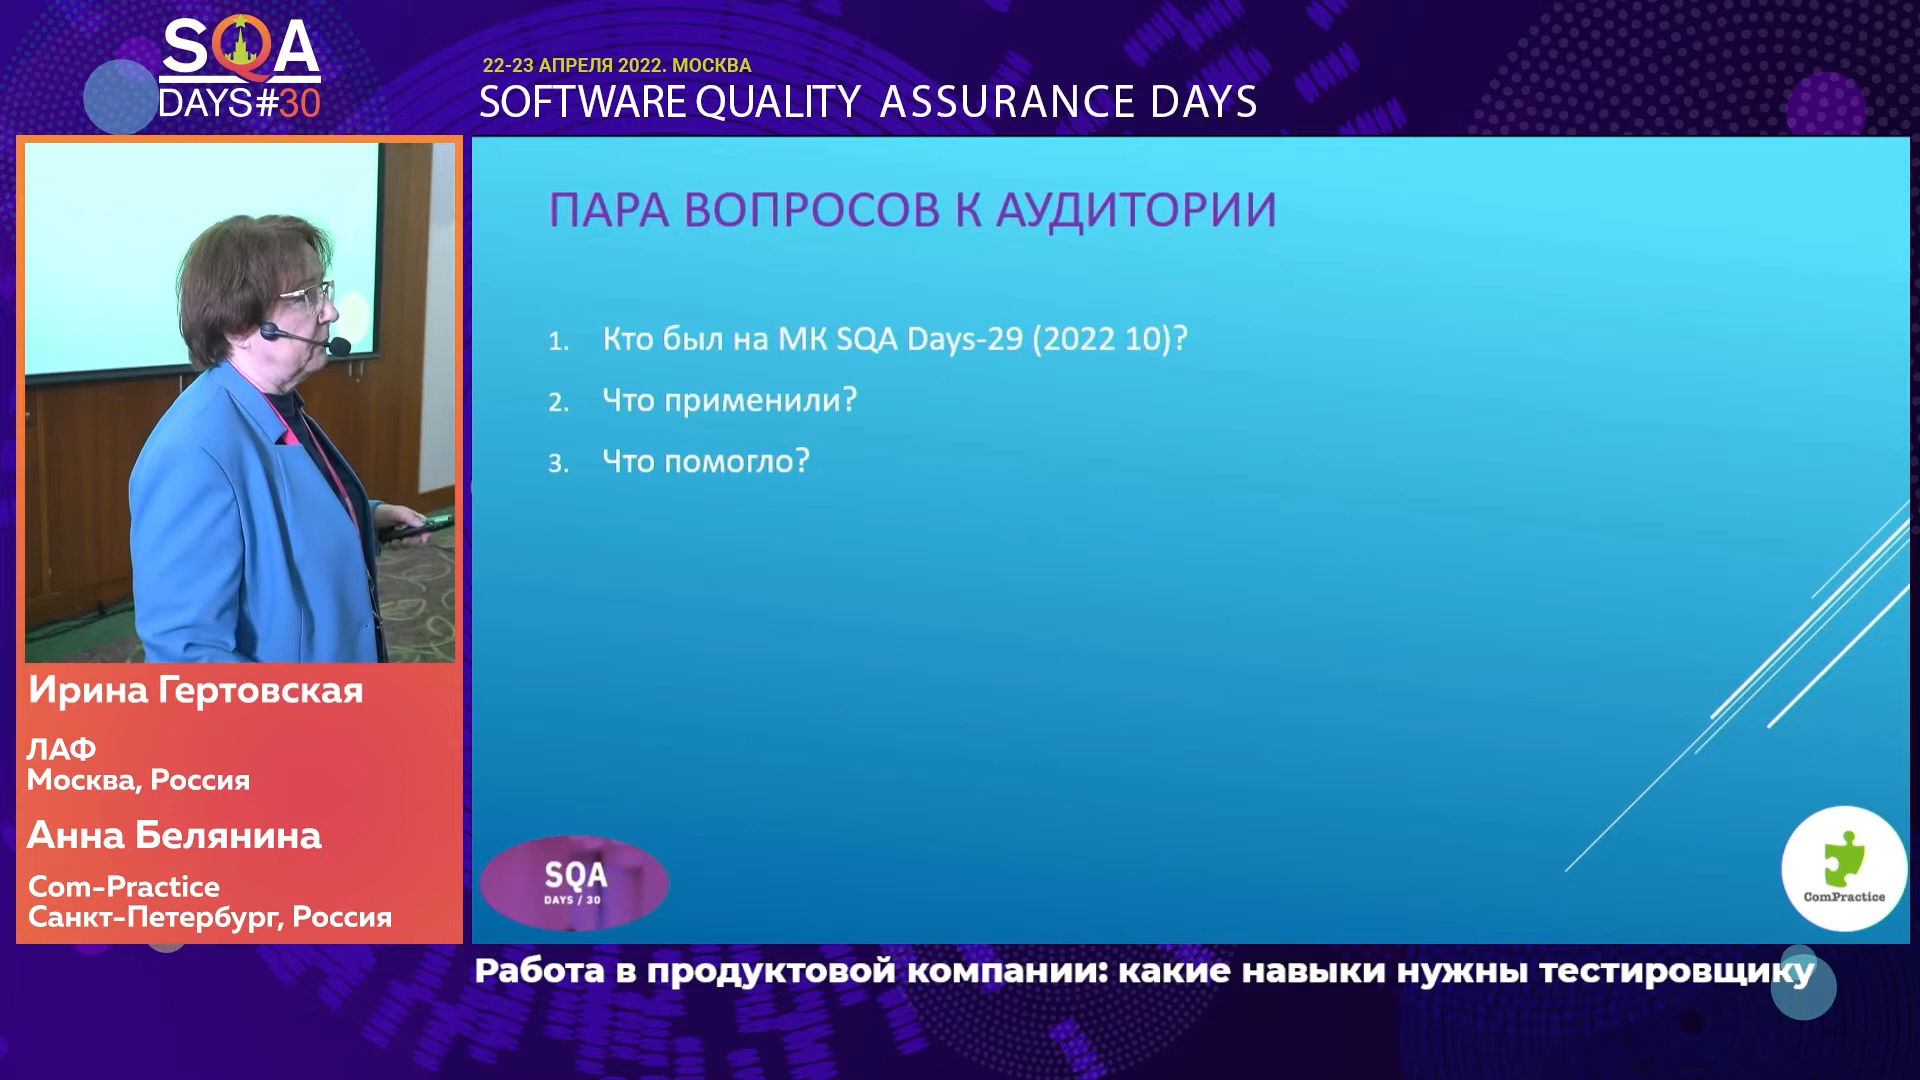 SQA
DAYS#30
22-23 АПРЕЛЯ 2022. МОСКВА
SOFTWARE QUALITY ASSURANCE DAYS
ПАРА ВОПРОСОВ К АУДИТОРИИ
1. Кто был на МК SQA Days-29 (2022 10)?
2. Что применили?
3. Что помогло?
Ирина Гертовская
ЛАФ
Москва, Россия
Анна Белянина
Com-Practice
Санкт-Петербург, Россия
SQA
DAYS / 30
ComPractice
Работа в продуктовой компании: какие навыки нужны тестировщику